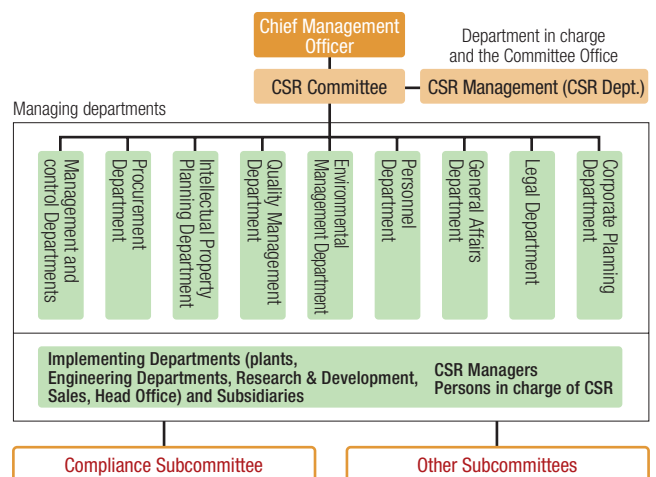 Chief Management
Officer
Department in charge
and the Committee Office
CSR Committee
CSR Management (CSR Dept.)
Managing departments
Management and
control Departments
Procurement
Department
Intellectual Property
Planning Department
Quality Management
Department
Environmental
Management Department
Personnel
Department
General Affairs
Department
Legal Department
Corporate Planning
Department
Implementing Departments (plants,
Engineering Departments, Research & Development,
Sales, Head Office) and Subsidiaries
CSR Managers
Persons in charge of CSR
Compliance Subcommittee
Other Subcommittees